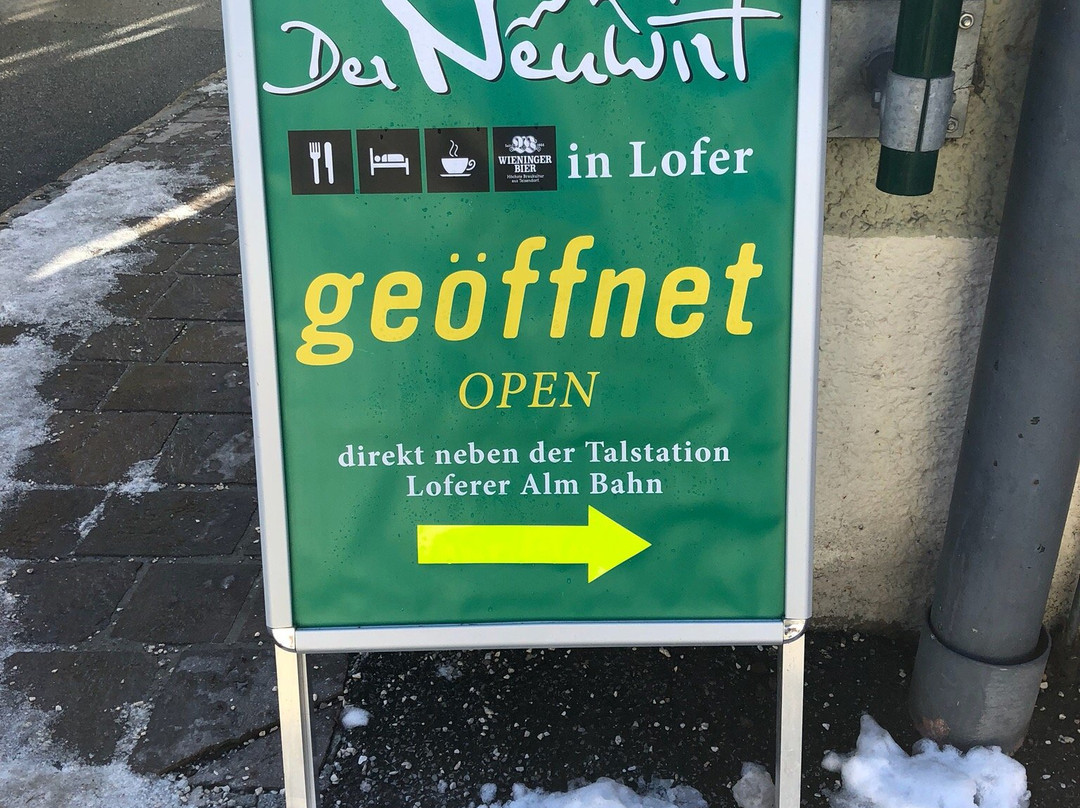 Der Neuwirt
WIENINGER
BIER
in Lofer
geöffnet
OPEN
direkt neben der Talstation
Loferer Alm Bahn